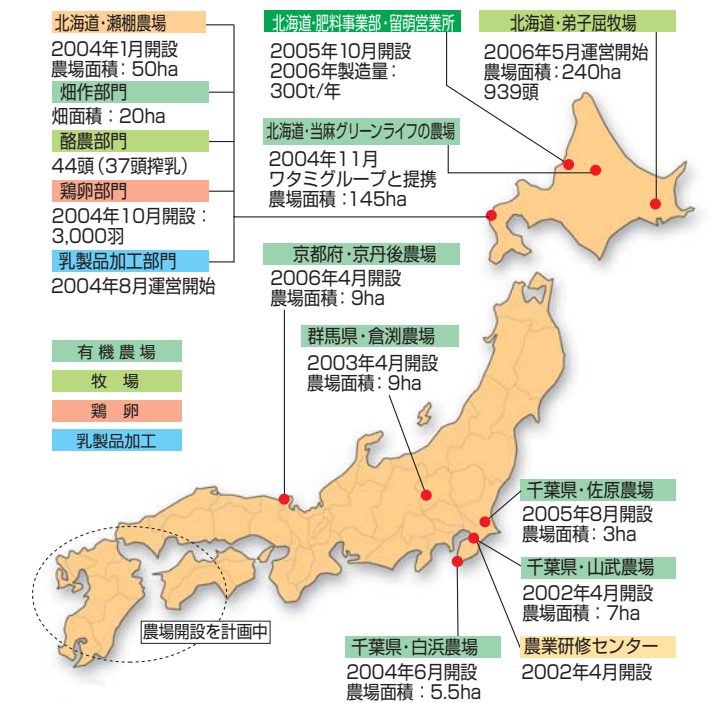 北海道・瀬棚農場
2004年1月開設
農場面積：50ha
畑作部門
畑面積：20ha
酪農部門
44頭（37頭搾乳）
鶏卵部門
2004年10月開設：
3,000羽
乳製品加工部門
2004年8月運営開始
北海道・肥料事業部・留萌営業所
2005年10月開設
2006年製造量：
300t/年
北海道・弟子屈牧場
2006年5月運営開始
農場面積：240ha
939頭
北海道・当麻グリーンライフの農場
2004年11月
ワタミグループと提携
農場面積：145ha
京都府・京丹後農場
2006年4月開設
農場面積：9ha
群馬県・倉渕農場
2003年4月開設
農場面積：9ha
有機農場
牧場
鶏卵
乳製品加工
千葉県・佐原農場
2005年8月開設
農場面積：3ha
千葉県・山武農場
2002年4月開設
農場面積：7ha
農業研修センター
2002年4月開設
千葉県・白浜農場
2004年6月開設
農場面積：5.5ha
農場開設を計画中